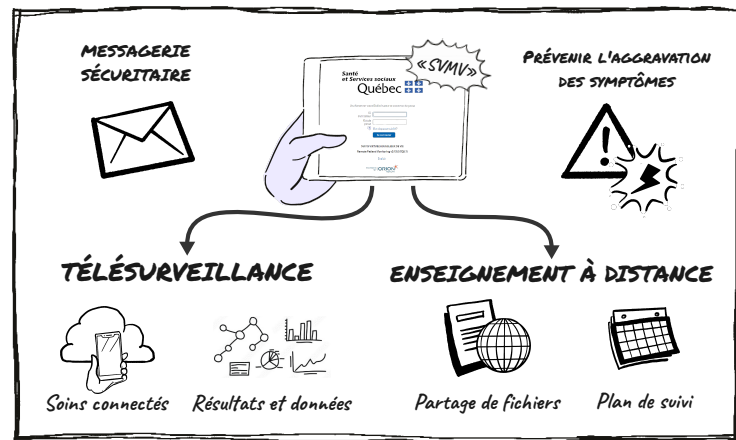 MESSAGERIE
SÉCURITAIRE
«SVMV»
PRÉVENIR L'AGGRAVATION
DES SYMPTÔMES
Santé
et Services sociaux
Québec
ORION
TÉLÉSURVEILLANCE
ENSEIGNEMENT À DISTANCE
Soins connectés
Résultats et données
Partage de fichiers
Plan de suivi